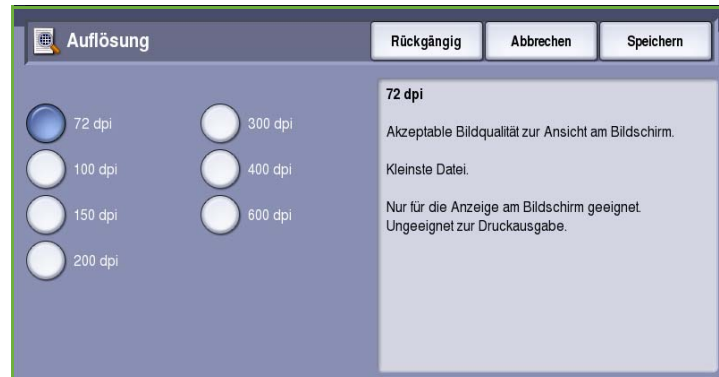 Auflösung
Rückgängig
Abbrechen
Speichern
72 dpi
300 dpi
100 dpi
400 dpi
150 dpi
600 dpi
200 dpi
72 dpi
Akzeptable Bildqualität zur Ansicht am Bildschirm.
Kleinste Datei.
Nur für die Anzeige am Bildschirm geeignet.
Ungeeignet zur Druckausgabe.